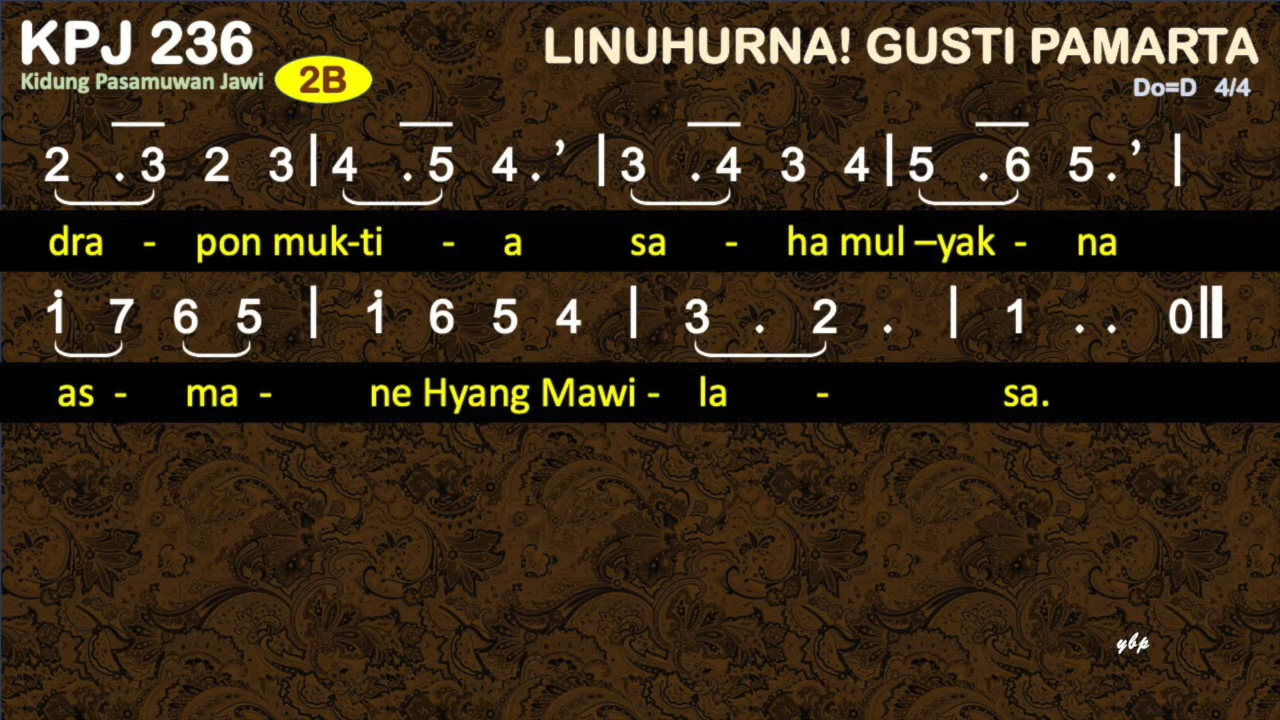 KPJ 236
LINUHURNA! GUSTI PAMARTA
Kidung Pasamuwan Jawi
2B
Do=D 4/4
2 .3 2 3 | 4 .5 4 . ’ | 3 .4 3 4 | 5 .6 5 . ’ |
dra - pon muk-ti - a sa - ha mul –yak - na
1̇ 7 6 5 | 1̇ 6 5 4 | 3 . 2 . | 1 . . 0 ||
as - ma - ne Hyang Mawi - la - sa.
ybp